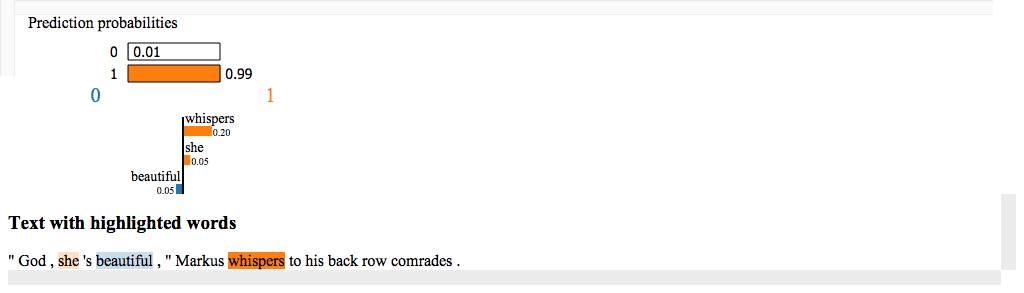 Prediction probabilities
0 0.01
1 0.99
0 1
whispers
0.20
she
0.05
beautiful
0.05
Text with highlighted words
" God , she 's beautiful , " Markus whispers to his back row comrades .